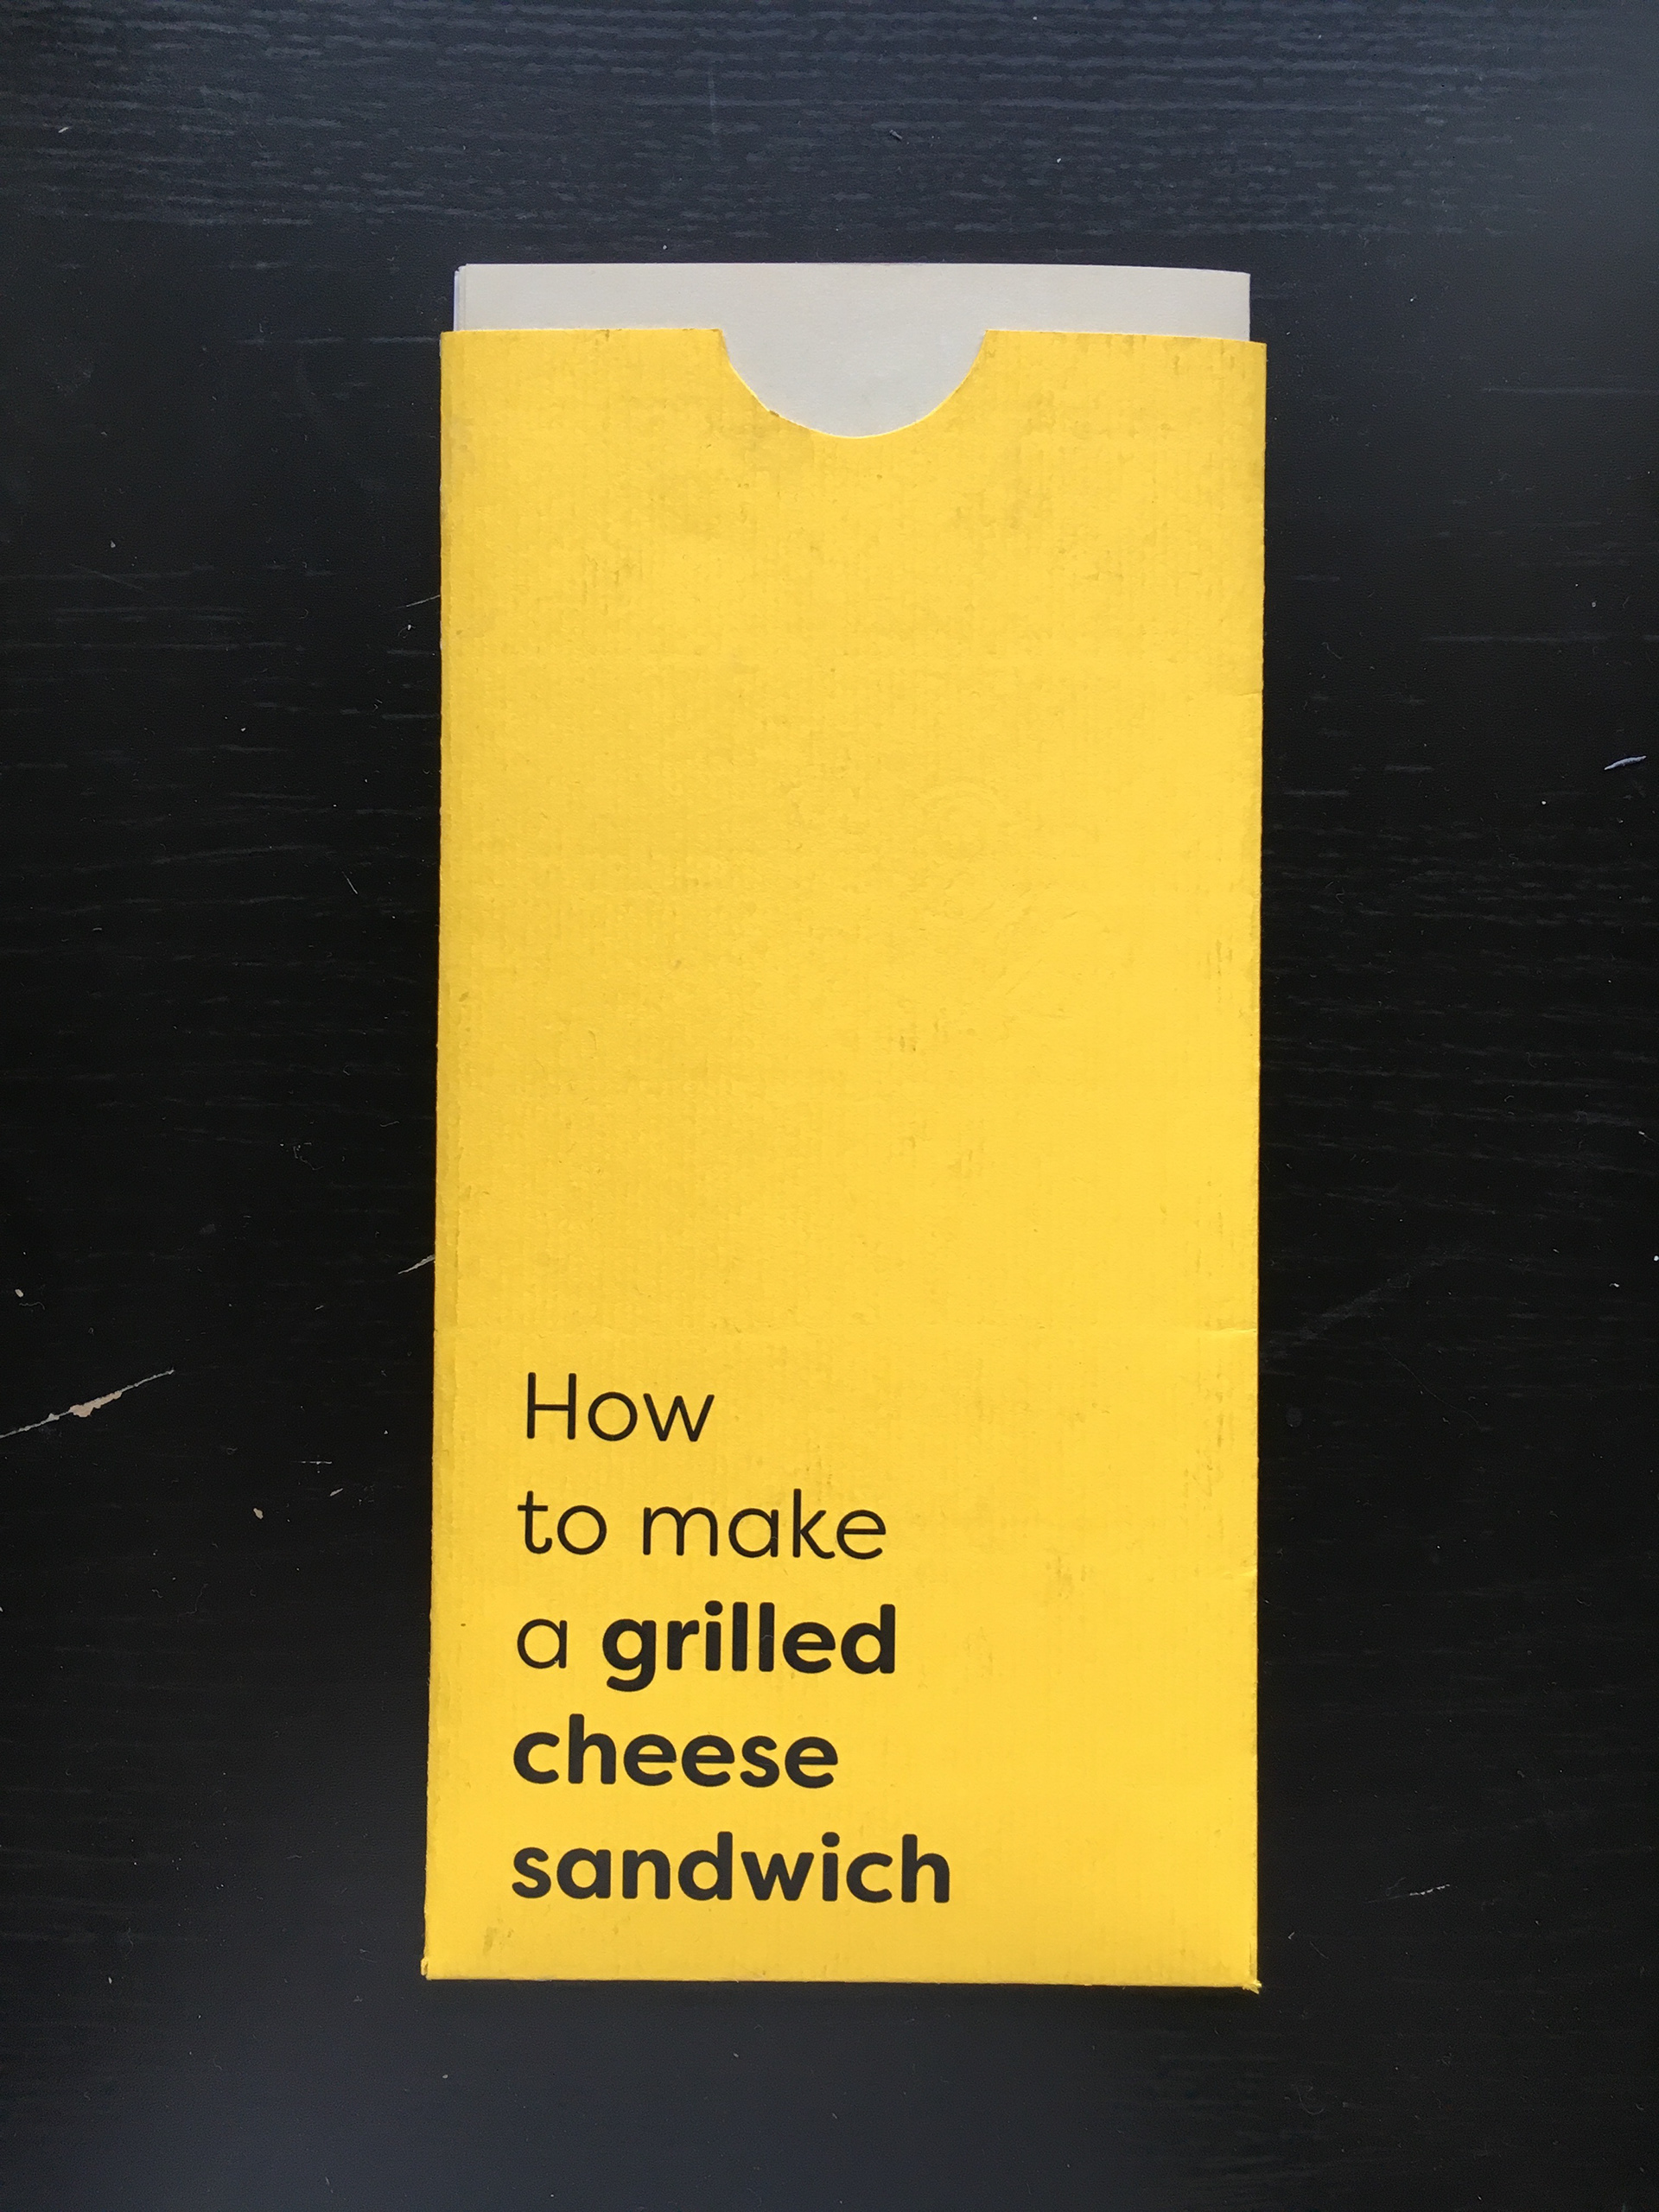 How
to make
a grilled
cheese
sandwich